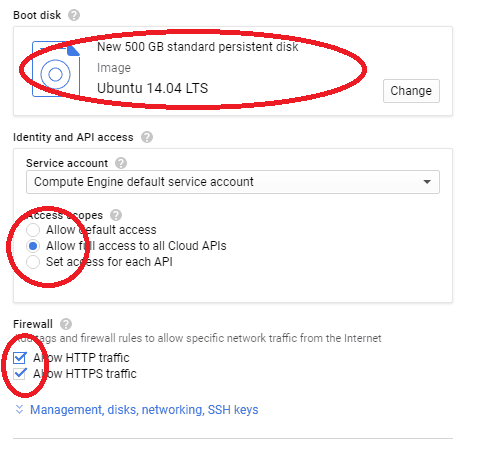 Boot disk ?
New 500 GB standard persistent disk
Image
Ubuntu 14.04 LTS
Change
Identity and API access ?
Service account ?
Compute Engine default service account
Access scopes ?
Allow default access
Allow full access to all Cloud APIs
Set access for each API
Firewall ?
Add tags and firewall rules to allow specific network traffic from the Internet
Allow HTTP traffic
Allow HTTPS traffic
Management, disks, networking, SSH keys